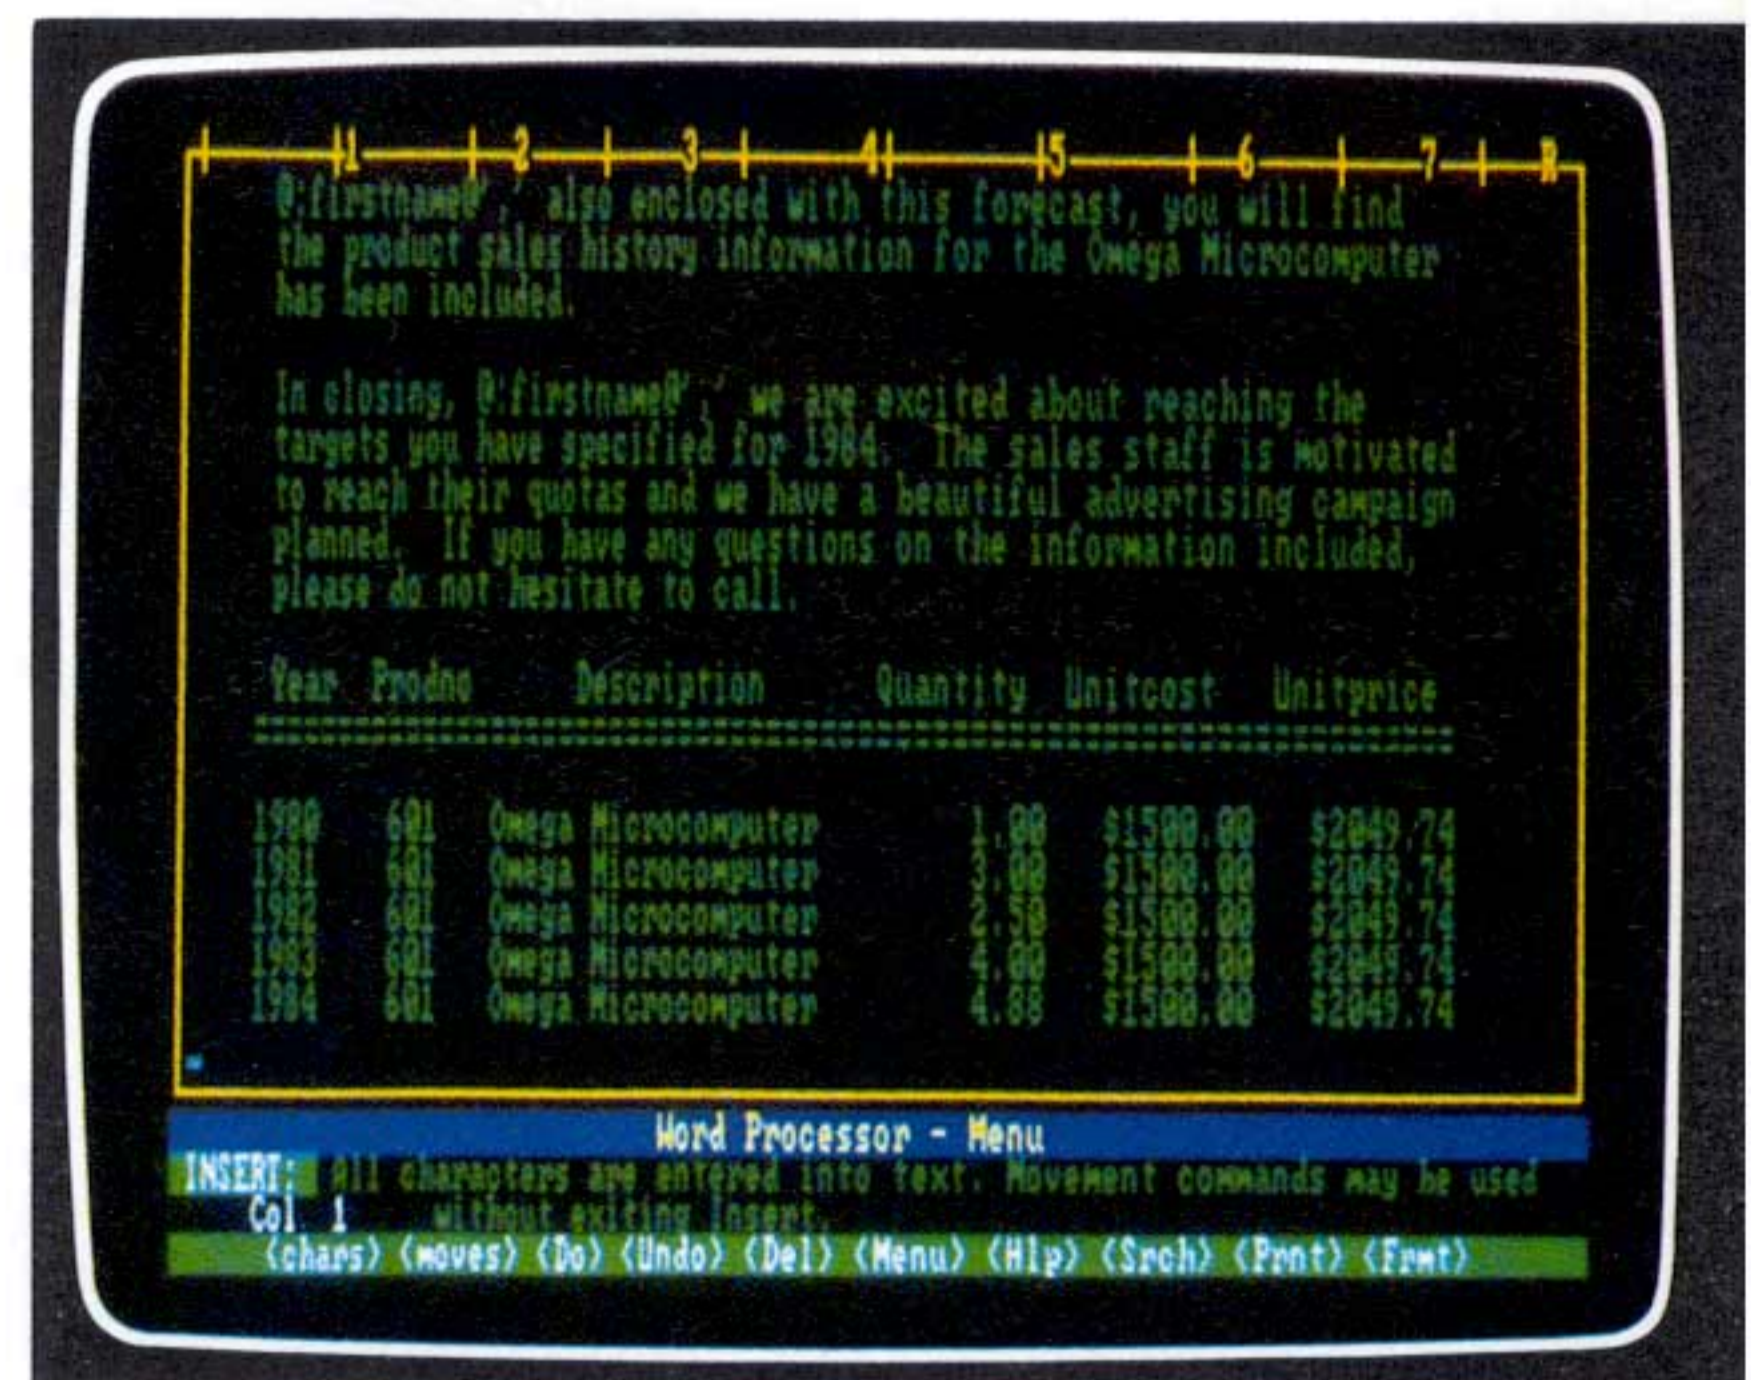 1 2 3 4 5 6 7 R
@:firstname@',' also enclosed with this forecast, you will find
the product sales history information for the Omega Microcomputer
has been included.
In closing, @:firstname@',' we are excited about reaching the
targets you have specified for 1984. The sales staff is motivated
to reach their quotas and we have a beautiful advertising campaign
planned. If you have any questions on the information included,
please do not hesitate to call.
Year Prodno Description Quantity Unitcost Unitprice
1980 601 Omega Microcomputer 1.00 $1500.00 $2049.74
1981 601 Omega Microcomputer 3.00 $1500.00 $2049.74
1982 601 Omega Microcomputer 2.50 $1500.00 $2049.74
1983 601 Omega Microcomputer 4.00 $1500.00 $2049.74
1984 601 Omega Microcomputer 4.88 $1500.00 $2049.74
Word Processor - Menu
INSERT: All characters are entered into text. Movement commands may be used
Col 1 without exiting Insert.
<chars> <moves> <Do> <Undo> <Del> <Menu> <Hlp> <Srch> <Prnt> <Frmt>